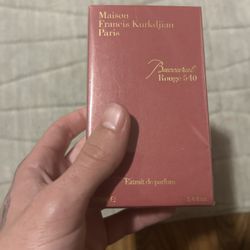 Maison
Francis Kurkdjian
Paris
Baccarat
Rouge 540
Extrait de parfum